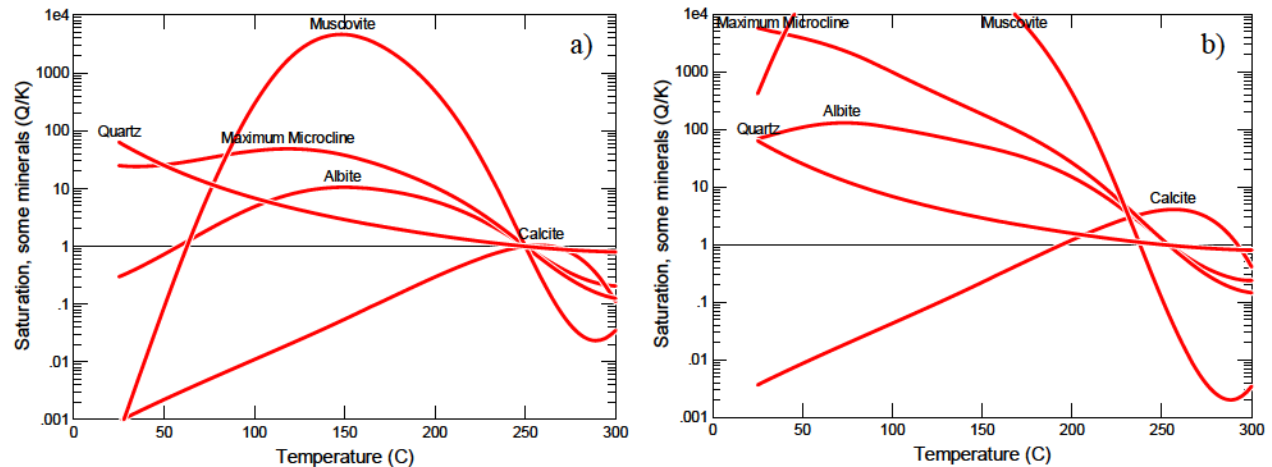 a)
Saturation, some minerals (Q/K)
1e4
1000
100
10
1
.1
.01
.001
Muscovite
Quartz
Maximum Microcline
Albite
Calcite
0
50
100
150
200
250
300
Temperature (C)
b)
Saturation, some minerals (Q/K)
1e4
1000
100
10
1
.1
.01
.001
Maximum Microcline
Muscovite
Albite
Quartz
Calcite
0
50
100
150
200
250
300
Temperature (C)